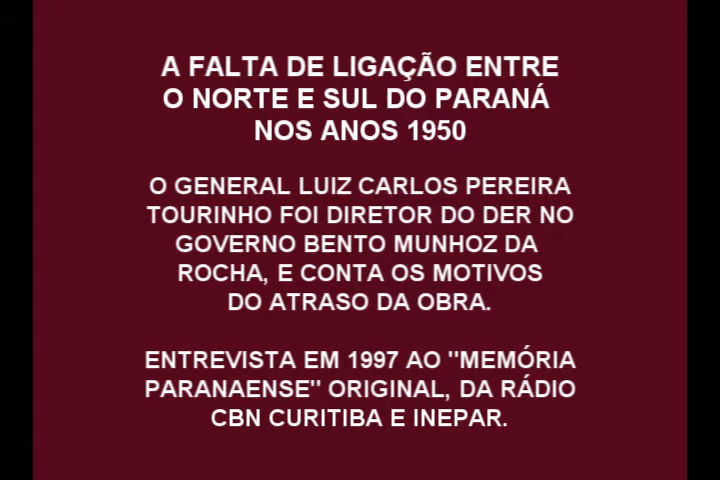 A FALTA DE LIGAÇÃO ENTRE
O NORTE E SUL DO PARANÁ
NOS ANOS 1950
O GENERAL LUIZ CARLOS PEREIRA
TOURINHO FOI DIRETOR DO DER NO
GOVERNO BENTO MUNHOZ DA
ROCHA, E CONTA OS MOTIVOS
DO ATRASO DA OBRA.
ENTREVISTA EM 1997 AO "MEMÓRIA
PARANAENSE" ORIGINAL, DA RÁDIO
CBN CURITIBA E INEPAR.